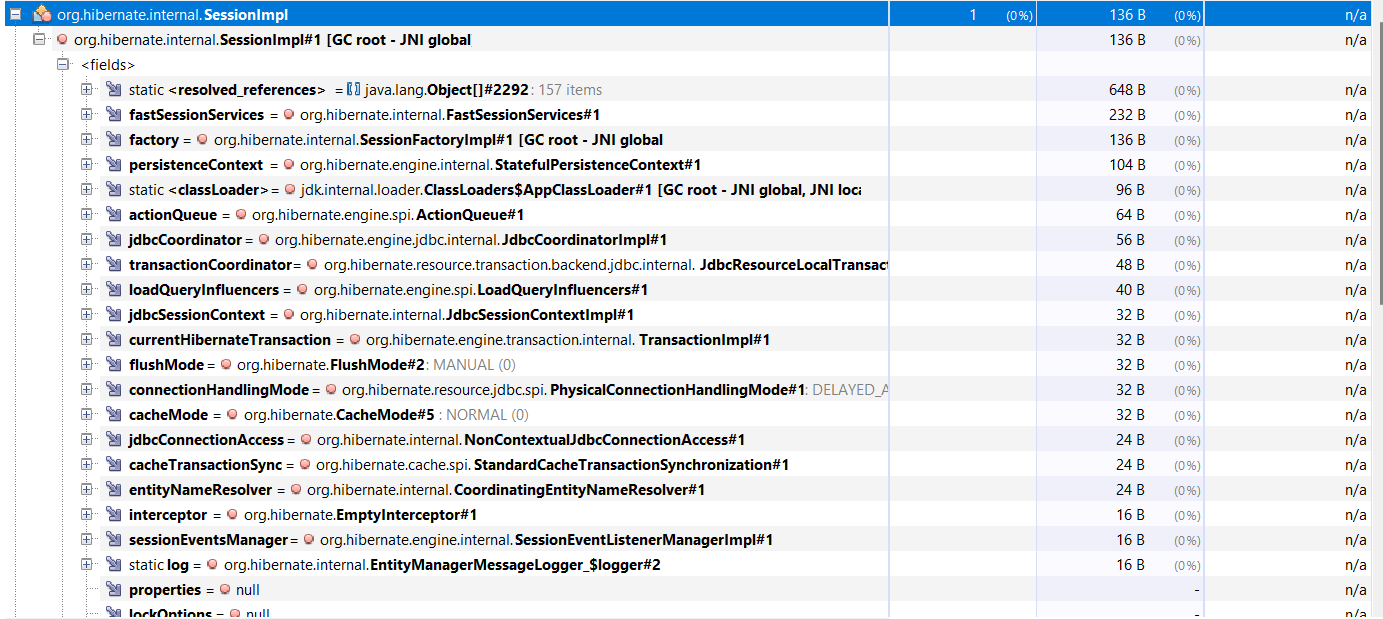 org.hibernate.internal.SessionImpl 1 (0%) 136 B (0%) n/a
org.hibernate.internal.SessionImpl#1 [GC root - JNI global 136 B (0%) n/a
<fields>
static <resolved_references> = java.lang.Object[]#2292 : 157 items 648 B (0%) n/a
fastSessionServices = org.hibernate.internal.FastSessionServices#1 232 B (0%) n/a
factory = org.hibernate.internal.SessionFactoryImpl#1 [GC root - JNI global 136 B (0%) n/a
persistenceContext = org.hibernate.engine.internal.StatefulPersistenceContext#1 104 B (0%) n/a
static <classLoader> = jdk.internal.loader.ClassLoaders$AppClassLoader#1 [GC root - JNI global, JNI loca 96 B (0%) n/a
actionQueue = org.hibernate.engine.spi.ActionQueue#1 64 B (0%) n/a
jdbcCoordinator = org.hibernate.engine.jdbc.internal.JdbcCoordinatorImpl#1 56 B (0%) n/a
transactionCoordinator= org.hibernate.resource.transaction.backend.jdbc.internal. JdbcResourceLocalTransact 48 B (0%) n/a
loadQueryInfluencers = org.hibernate.engine.spi.LoadQueryInfluencers#1 40 B (0%) n/a
jdbcSessionContext = org.hibernate.internal.JdbcSessionContextImpl#1 32 B (0%) n/a
currentHibernateTransaction = org.hibernate.engine.transaction.internal. TransactionImpl#1 32 B (0%) n/a
flushMode = org.hibernate.FlushMode#2 : MANUAL (0) 32 B (0%) n/a
connectionHandlingMode = org.hibernate.resource.jdbc.spi. PhysicalConnectionHandlingMode#1 : DELAYED_A 32 B (0%) n/a
cacheMode = org.hibernate.CacheMode#5 : NORMAL (0) 32 B (0%) n/a
jdbcConnectionAccess = org.hibernate.internal.NonContextualJdbcConnectionAccess#1 24 B (0%) n/a
cacheTransactionSync = org.hibernate.cache.spi. StandardCacheTransactionSynchronization#1 24 B (0%) n/a
entityNameResolver = org.hibernate.internal.CoordinatingEntityNameResolver#1 24 B (0%) n/a
interceptor = org.hibernate.EmptyInterceptor#1 16 B (0%) n/a
sessionEventsManager = org.hibernate.engine.internal.SessionEventListenerManagerImpl#1 16 B (0%) n/a
static log = org.hibernate.internal.EntityManagerMessageLogger_$logger#2 16 B (0%) n/a
properties = null - n/a
lockOptions = null - n/a